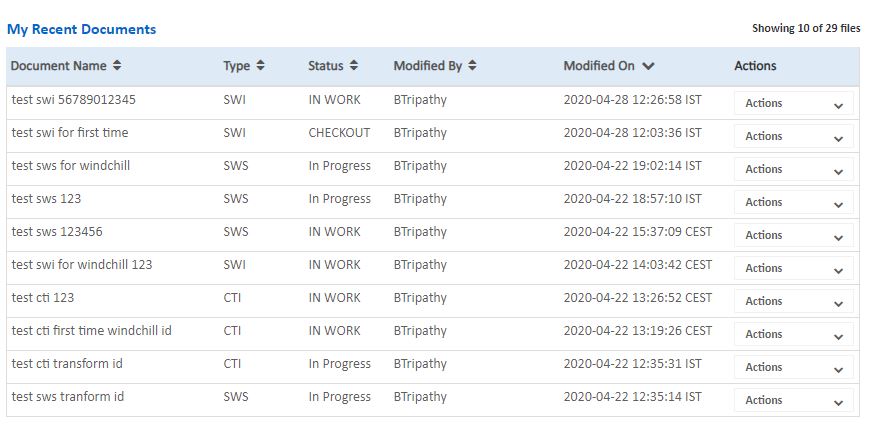 My Recent Documents Showing 10 of 29 files
Document Name Type Status Modified By Modified On Actions
test swi 56789012345 SWI IN WORK BTripathy 2020-04-28 12:26:58 IST Actions
test swi for first time SWI CHECKOUT BTripathy 2020-04-28 12:03:36 IST Actions
test sws for windchill SWS In Progress BTripathy 2020-04-22 19:02:14 IST Actions
test sws 123 SWS In Progress BTripathy 2020-04-22 18:57:10 IST Actions
test sws 123456 SWS IN WORK BTripathy 2020-04-22 15:37:09 CEST Actions
test swi for windchill 123 SWI IN WORK BTripathy 2020-04-22 14:03:42 CEST Actions
test cti 123 CTI IN WORK BTripathy 2020-04-22 13:26:52 CEST Actions
test cti first time windchill id CTI IN WORK BTripathy 2020-04-22 13:19:26 CEST Actions
test cti transform id CTI In Progress BTripathy 2020-04-22 12:35:31 IST Actions
test sws tranform id SWS In Progress BTripathy 2020-04-22 12:35:14 IST Actions